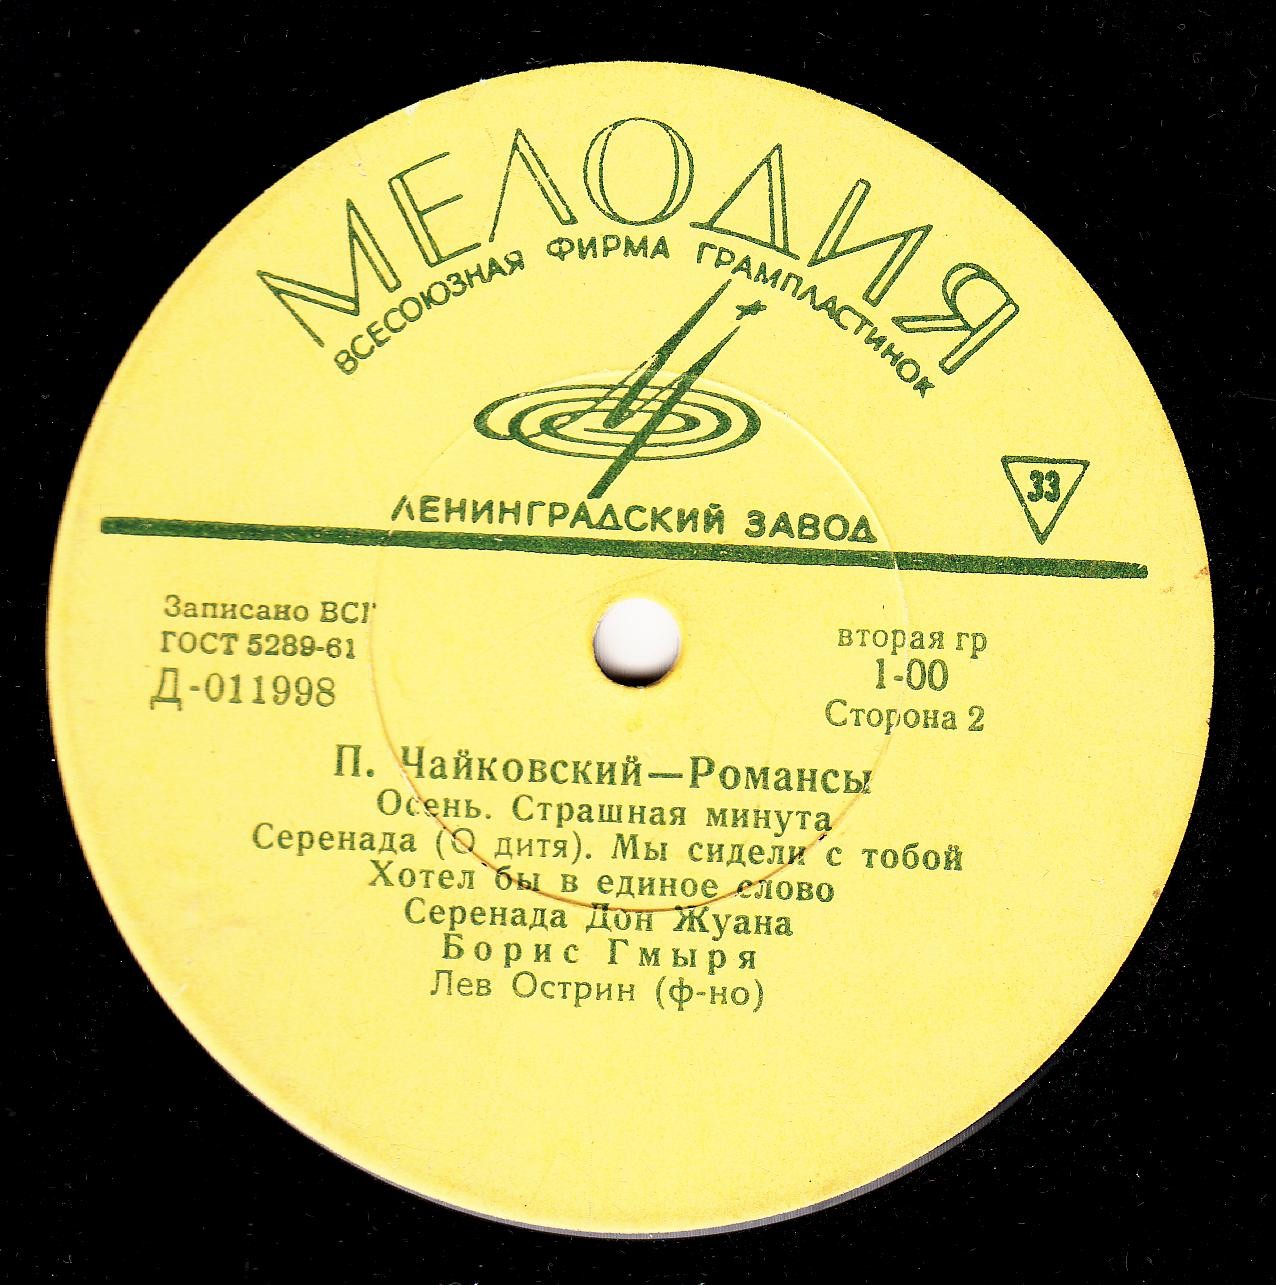 МЕЛОДИЯ
ВСЕСОЮЗНАЯ ФИРМА ГРАМПЛАСТИНОК
33
ЛЕНИНГРАДСКИЙ ЗАВОД
Записано ВСГ
ГОСТ 5289-61
Д-011998
вторая гр
1-00
Сторона 2
П. Чайковский—Романсы
Осень. Страшная минута
Серенада (О дитя). Мы сидели с тобой
Хотел бы в единое слово
Серенада Дон Жуана
Борис Гмыря
Лев Острин (ф-но)